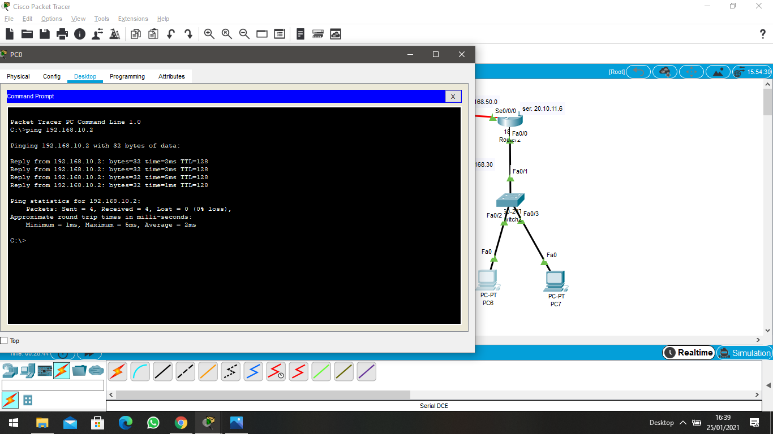 Cisco Packet Tracer
File Edit Options View Tools Extensions Help
?
PC0
Physical Config Desktop Programming Attributes
Command Prompt
X
Packet Tracer PC Command Line 1.0
C:\>ping 192.168.10.2
Pinging 192.168.10.2 with 32 bytes of data:
Reply from 192.168.10.2: bytes=32 time=2ms TTL=128
Reply from 192.168.10.2: bytes=32 time=1ms TTL=128
Reply from 192.168.10.2: bytes=32 time=5ms TTL=128
Reply from 192.168.10.2: bytes=32 time=2ms TTL=128
Ping statistics for 192.168.10.2:
Packets: Sent = 4, Received = 4, Lost = 0 (0% loss),
Approximate round trip times in milli-seconds:
Minimum = 1ms, Maximum = 5ms, Average = 2ms
C:\>
Top
[Root]
15:54:30
168.50.0
Se0/0/0
ser: 20.10.11.6
Fa0/0
168.30
Fa0/1
Fa0/2
Fa0/3
Fa0
Fa0
PC-PT
PC6
PC-PT
PC7
Realtime
Simulation
Serial DCE
Desktop
16:39
25/01/2021